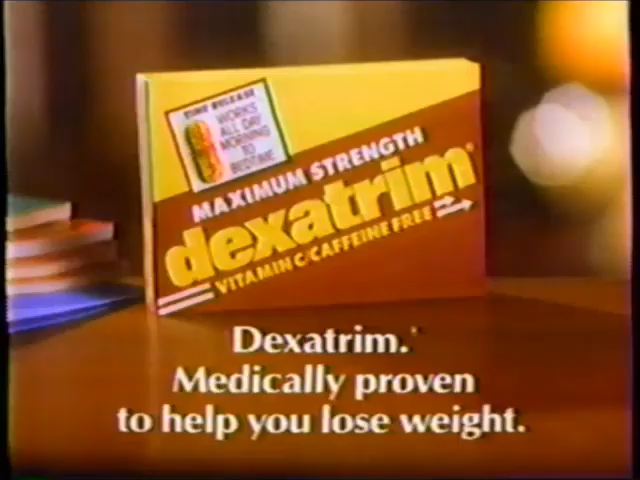 TIME RELEASE
WORKS
ALL DAY
MORNING
TO
BEDTIME
MAXIMUM STRENGTH
dexatrim
VITAMIN C/CAFFEINE FREE
Dexatrim.
Medically proven
to help you lose weight.